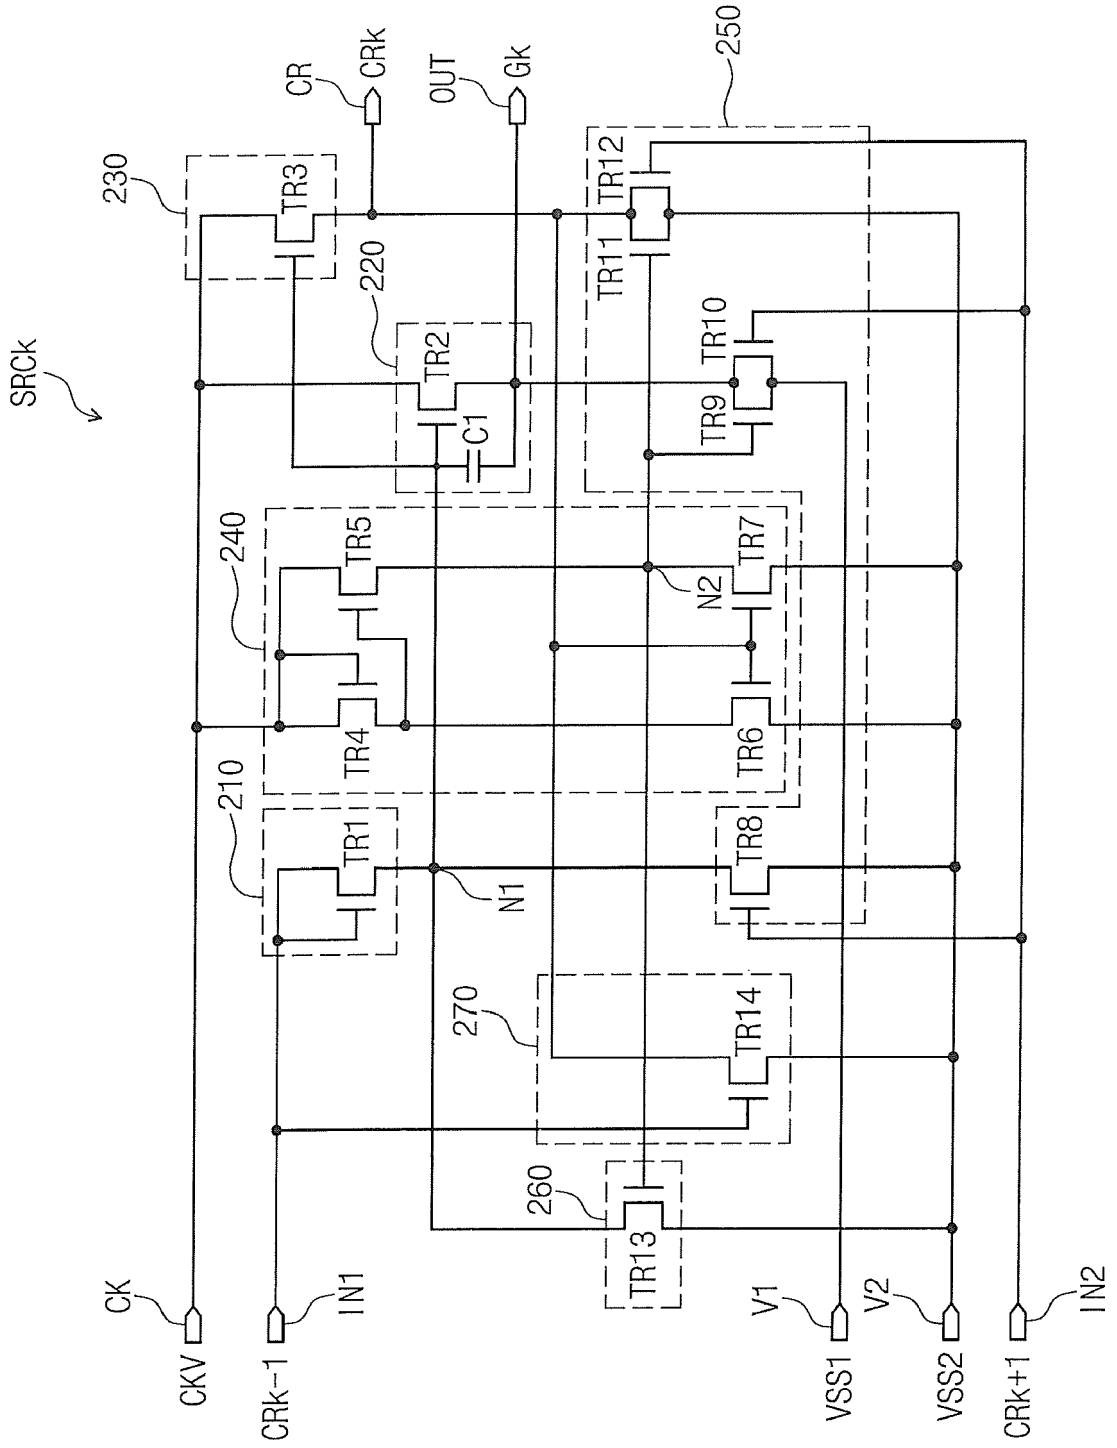 SRCk
230
TR3
CR
CRk
220
TR2
C1
OUT
Gk
240
TR5
TR4
210
TR1
N1
250
TR12
TR11
TR10
TR9
TR7
N2
TR6
TR8
270
TR14
260
TR13
CK
CKV
IN1
CRk-1
V1
VSS1
V2
VSS2
IN2
CRk+1